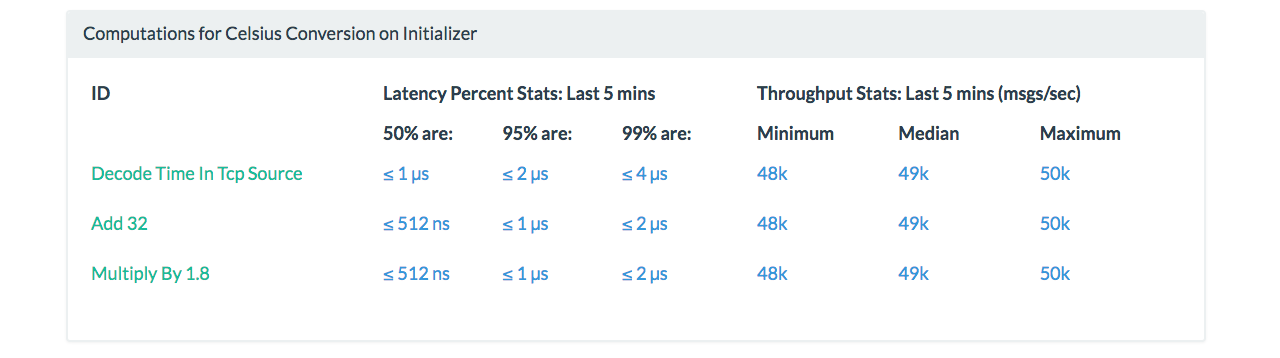 Computations for Celsius Conversion on Initializer
ID Latency Percent Stats: Last 5 mins Throughput Stats: Last 5 mins (msgs/sec)
50% are: 95% are: 99% are: Minimum Median Maximum
Decode Time In Tcp Source ≤ 1 µs ≤ 2 µs ≤ 4 µs 48k 49k 50k
Add 32 ≤ 512 ns ≤ 1 µs ≤ 2 µs 48k 49k 50k
Multiply By 1.8 ≤ 512 ns ≤ 1 µs ≤ 2 µs 48k 49k 50k